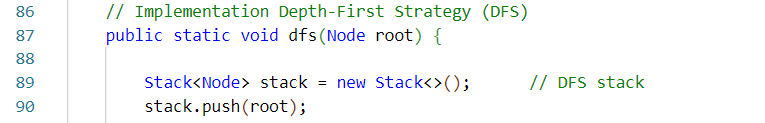 86 // Implementation Depth-First Strategy (DFS)
87 public static void dfs(Node root) {
88
89 Stack<Node> stack = new Stack<>(); // DFS stack
90 stack.push(root);